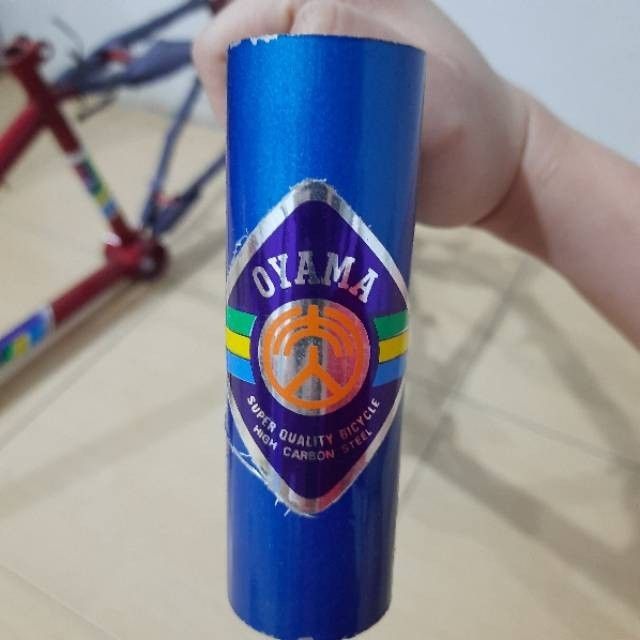 OYAMA
SUPER QUALITY BICYCLE
HIGH CARBON STEEL